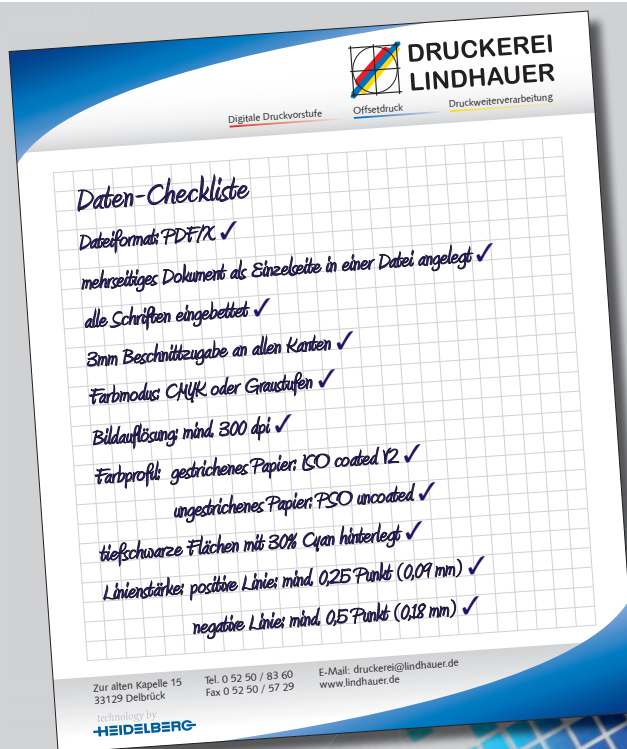 DRUCKEREI
LINDHAUER
Digitale Druckvorstufe Offsetdruck Druckweiterverarbeitung
Daten-Checkliste
Dateiformat: PDF/X ✓
mehrseitiges Dokument als Einzelseite in einer Datei angelegt ✓
alle Schriften eingebettet ✓
3mm Beschnittzugabe an allen Kanten ✓
Farbmodus: CMYK oder Graustufen ✓
Bildauflösung: mind. 300 dpi ✓
Farbprofil: gestrichenes Papier: ISO coated V2 ✓
ungestrichenes Papier: PSO uncoated ✓
tiefschwarze Flächen mit 30% Cyan hinterlegt ✓
Linienstärke: positive Linie: mind. 0,25 Punkt (0,09 mm) ✓
negative Linie: mind. 0,5 Punkt (0,18 mm) ✓
Zur alten Kapelle 15 Tel. 0 52 50 / 83 60 E-Mail: druckerei@lindhauer.de
33129 Delbrück Fax 0 52 50 / 57 29 www.lindhauer.de
technology by
HEIDELBERG